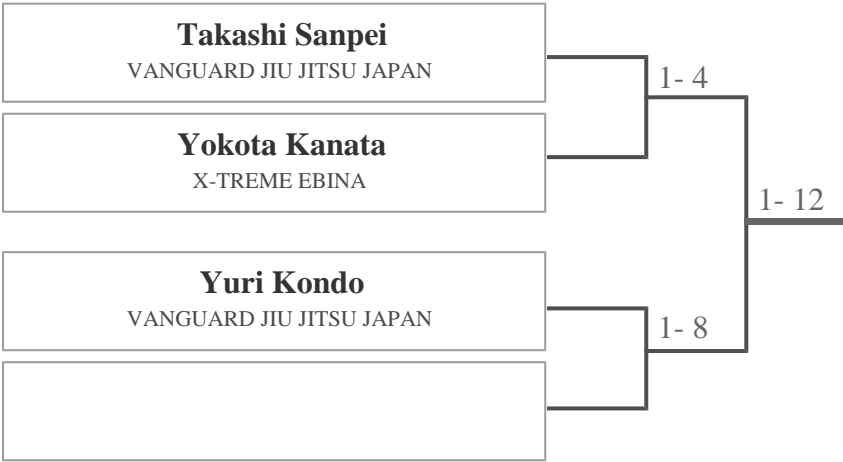 Takashi Sanpei
VANGUARD JIU JITSU JAPAN
1- 4
Yokota Kanata
X-TREME EBINA
1- 12
Yuri Kondo
VANGUARD JIU JITSU JAPAN
1- 8